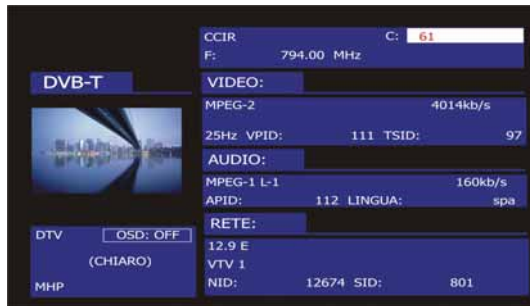 CCIR C: 61
F: 794.00 MHz
DVB-T
VIDEO:
MPEG-2 4014kb/s
25Hz VPID: 111 TSID: 97
AUDIO:
MPEG-1 L-1 160kb/s
APID: 112 LINGUA: spa
RETE:
12.9 E
VTV 1
NID: 12674 SID: 801
DTV OSD: OFF
(CHIARO)
MHP